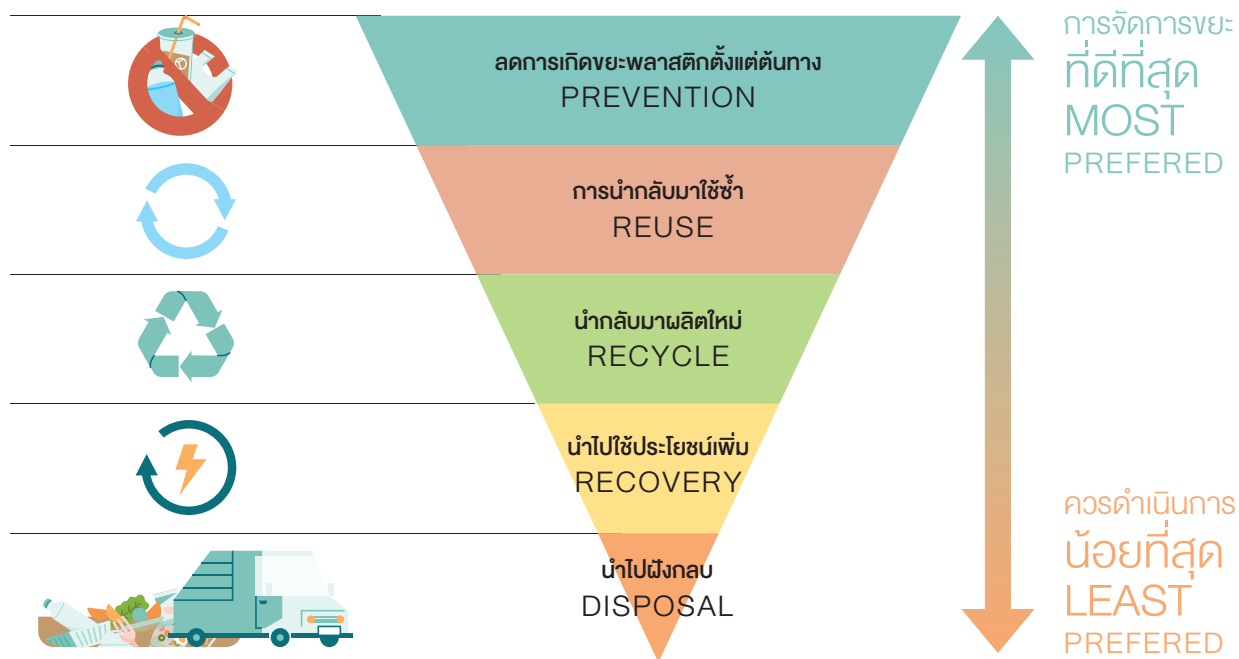 ลดการเกิดขยะพลาสติกตั้งแต่ต้นทาง
PREVENTION
การนำกลับมาใช้ซ้ำ
REUSE
นำกลับมาผลิตใหม่
RECYCLE
นำไปใช้ประโยชน์เพิ่ม
RECOVERY
นำไปฝังกลบ
DISPOSAL
การจัดการขยะ
ที่ดีที่สุด
MOST
PREFERED
ควรดำเนินการ
น้อยที่สุด
LEAST
PREFERED